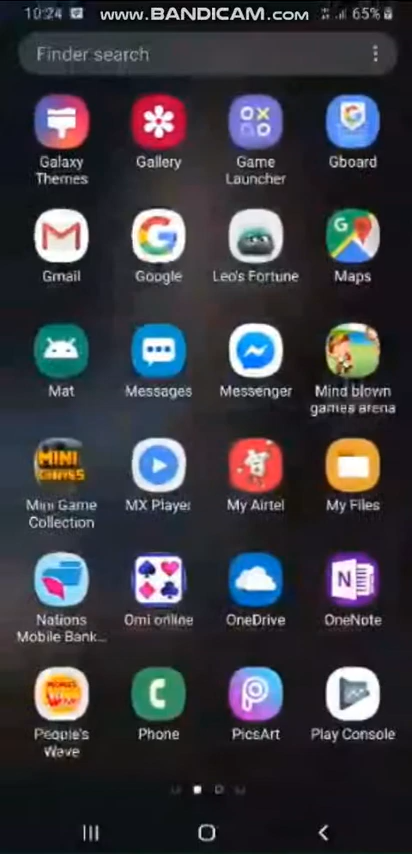 10:24 www.BANDICAM.com 65%
Finder search
Galaxy Themes
Gallery
Game Launcher
Gboard
Gmail
Google
Leo's Fortune
Maps
Mat
Messages
Messenger
Mind blown games arena
MINI GAMES
Mini Game Collection
MX Player
My Airtel
My Files
Nations Mobile Bank...
Omi online
OneDrive
N
OneNote
People's Wave
Phone
PicsArt
Play Console